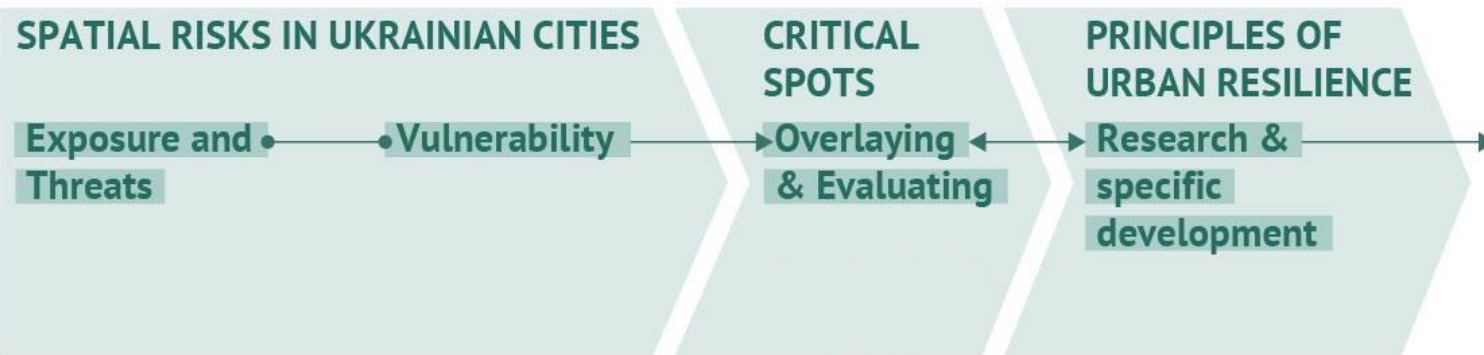 SPATIAL RISKS IN UKRAINIAN CITIES
Exposure and
Threats
Vulnerability
CRITICAL
SPOTS
Overlaying
& Evaluating
PRINCIPLES OF
URBAN RESILIENCE
Research &
specific
development